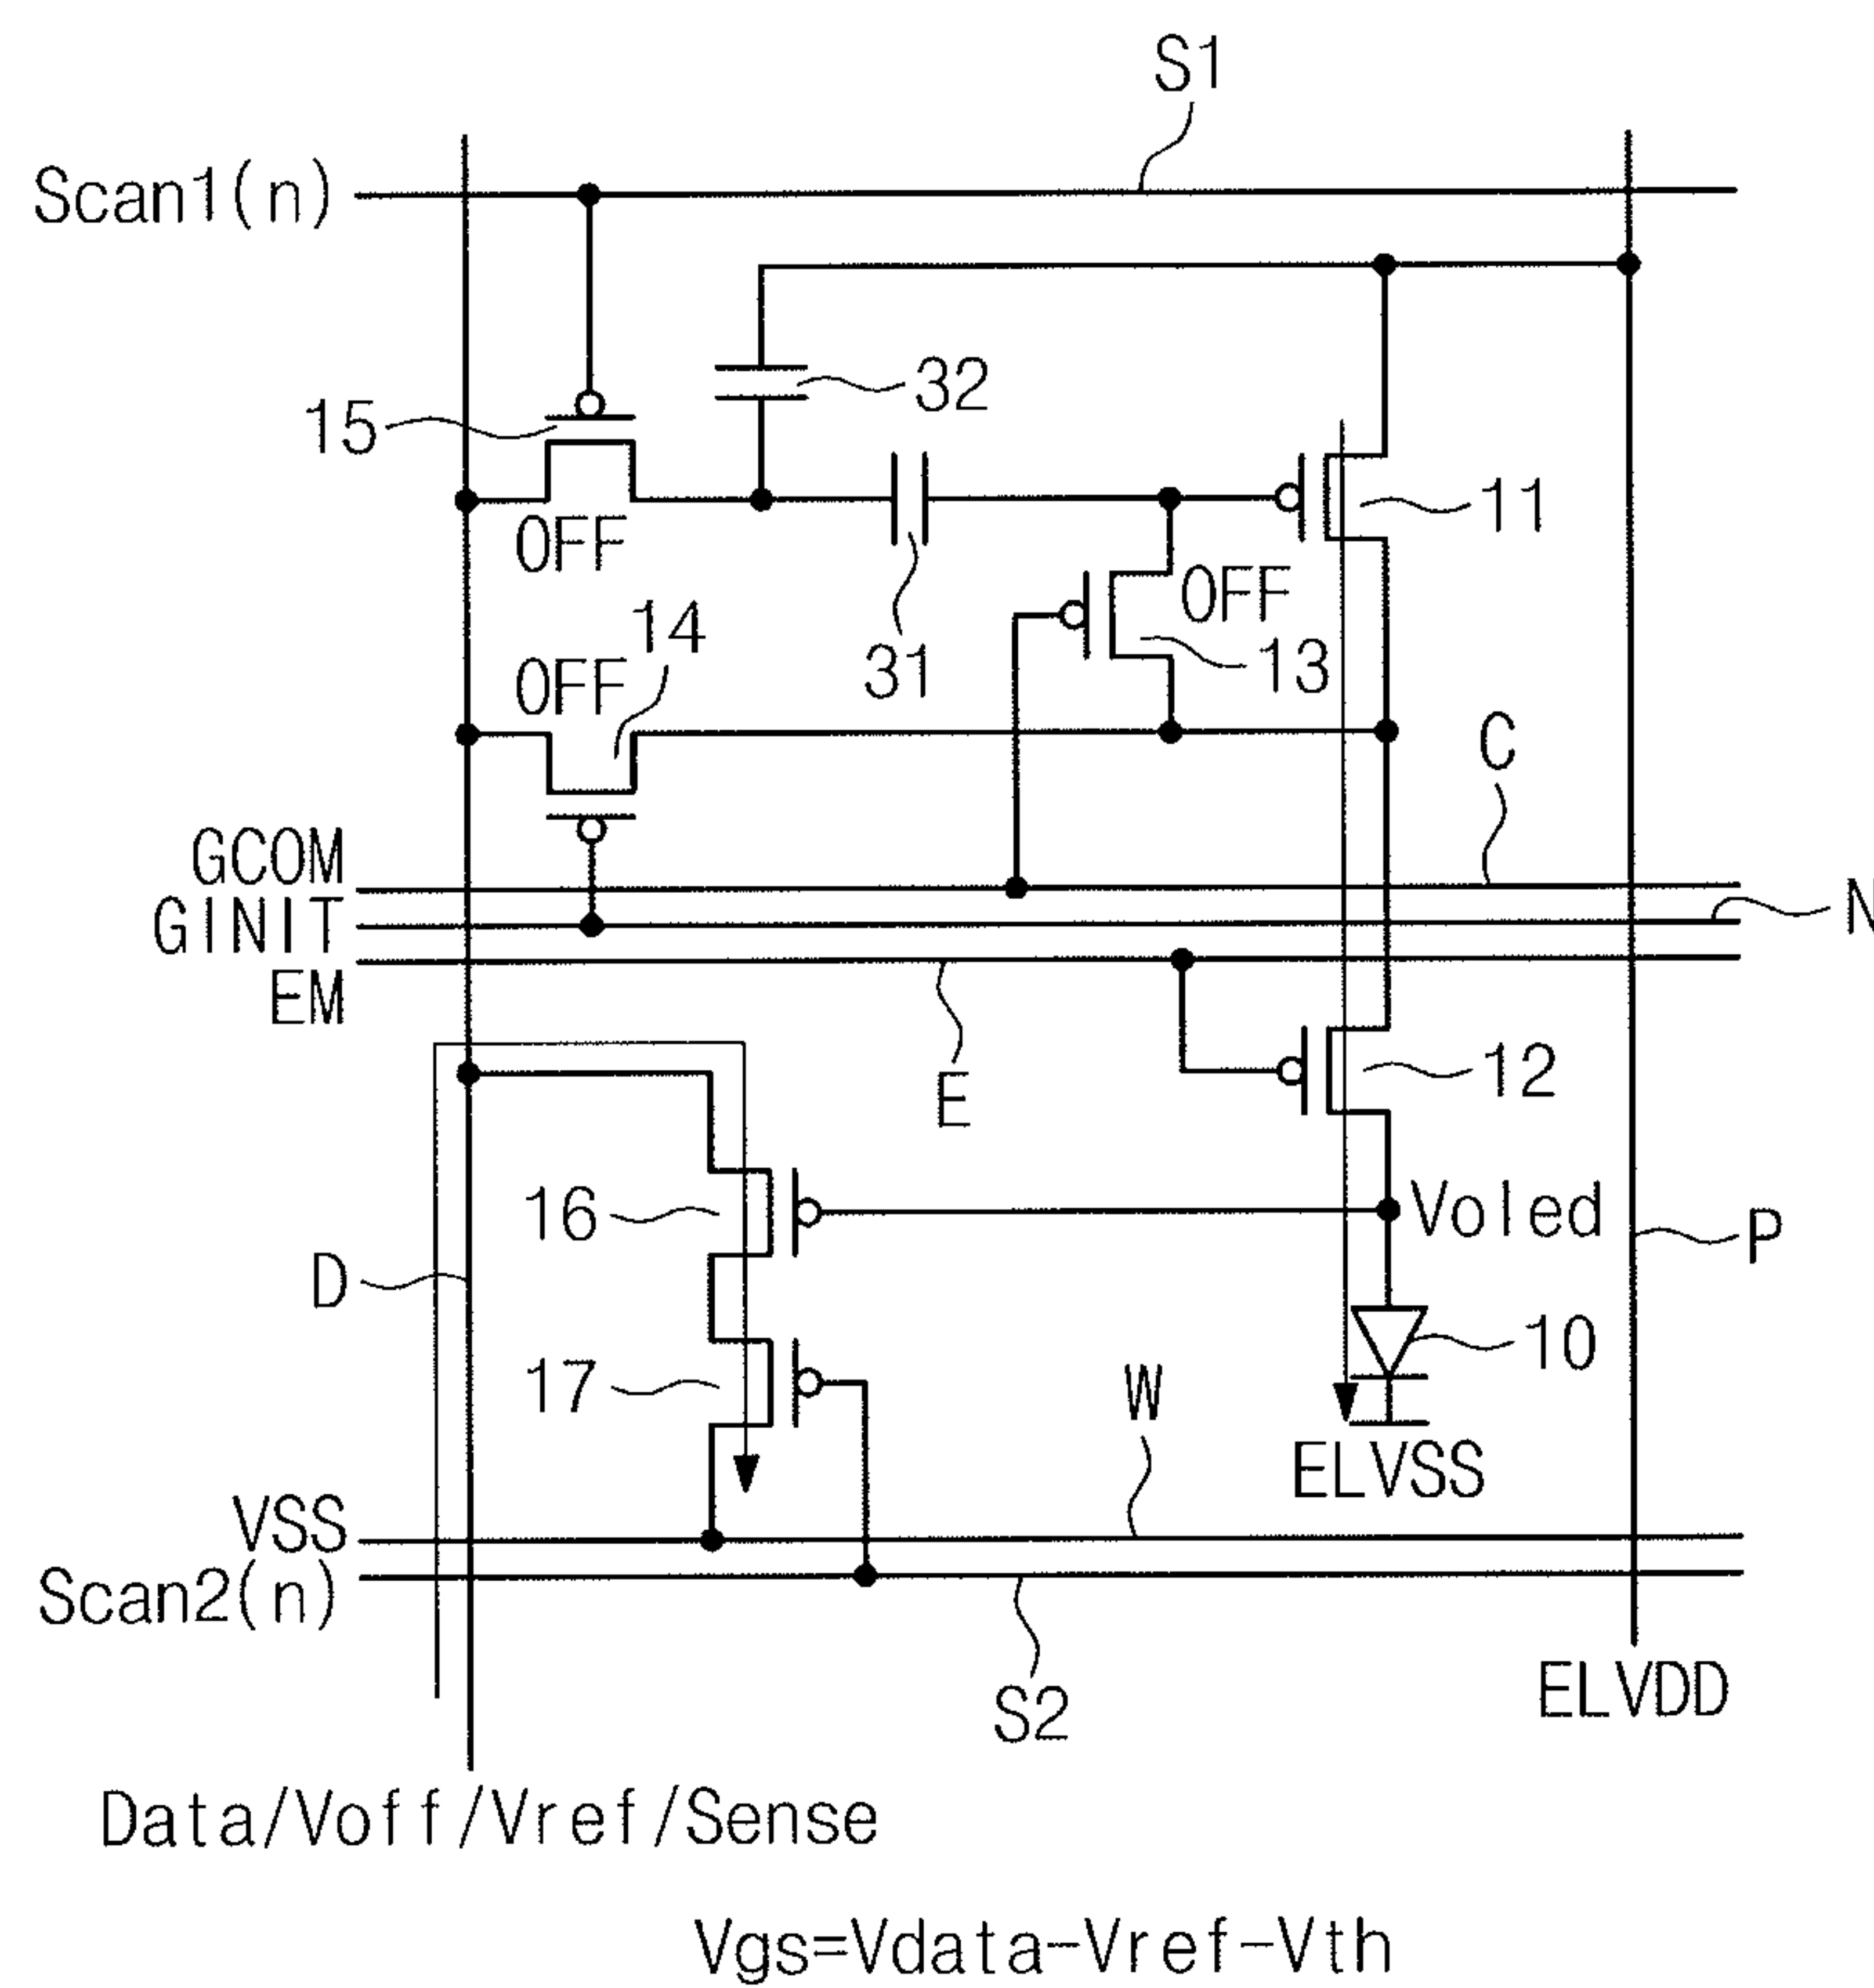 S1
Scan1(n)
32
15
11
OFF
OFF
14
31
13
OFF
C
GCOM
N
GINIT
EM
E
12
16
Voled
P
D
10
17
W
ELVSS
VSS
Scan2(n)
S2
ELVDD
Data/Voff/Vref/Sense
Vgs=Vdata-Vref-Vth